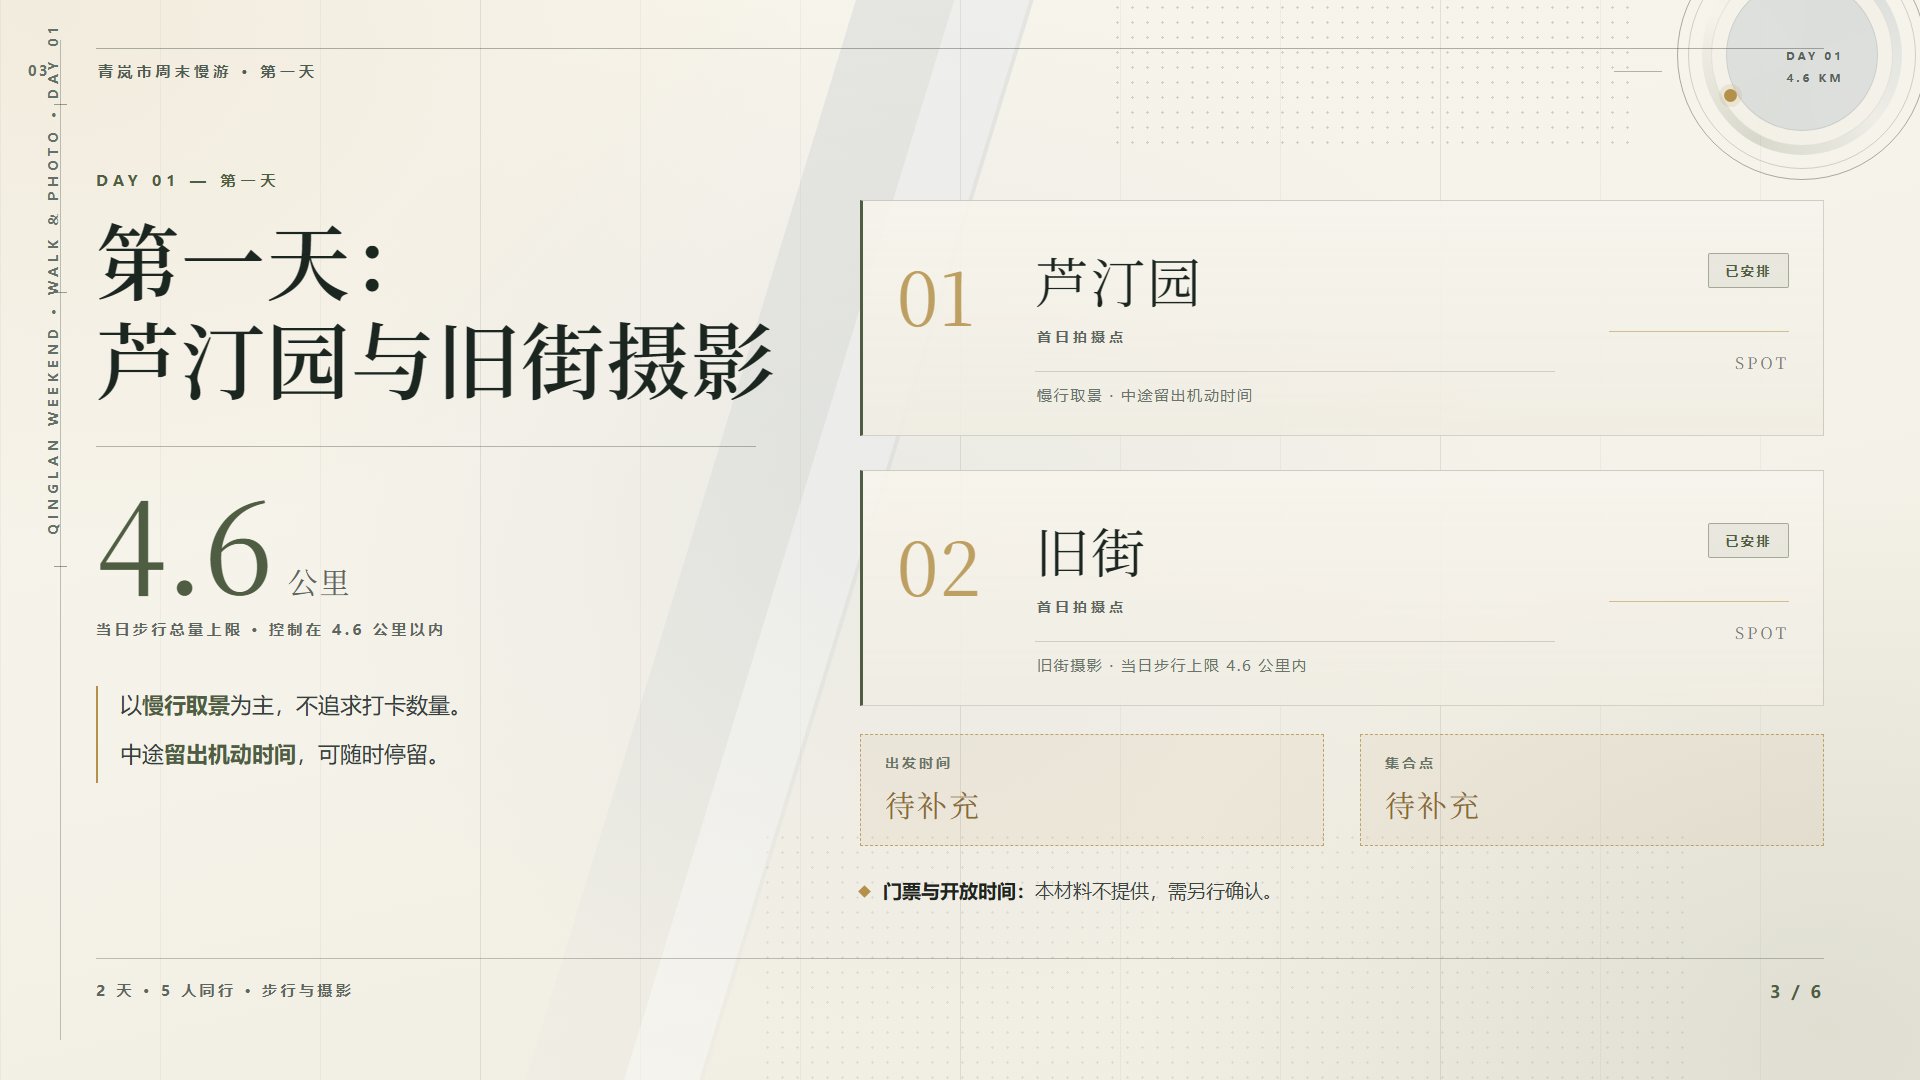 03
青岚市周末慢游 • 第一天
DAY 01
4.6 KM
QINGLAN WEEKEND • WALK & PHOTO • DAY 01
DAY 01 — 第一天
第一天：
芦汀园与旧街摄影
4.6 公里
当日步行总量上限 • 控制在 4.6 公里以内
以慢行取景为主，不追求打卡数量。
中途留出机动时间，可随时停留。
01
芦汀园
首日拍摄点
慢行取景 · 中途留出机动时间
已安排
SPOT
02
旧街
首日拍摄点
旧街摄影 · 当日步行上限 4.6 公里内
已安排
SPOT
出发时间
待补充
集合点
待补充
门票与开放时间：本材料不提供，需另行确认。
2 天 • 5 人同行 • 步行与摄影
3 / 6